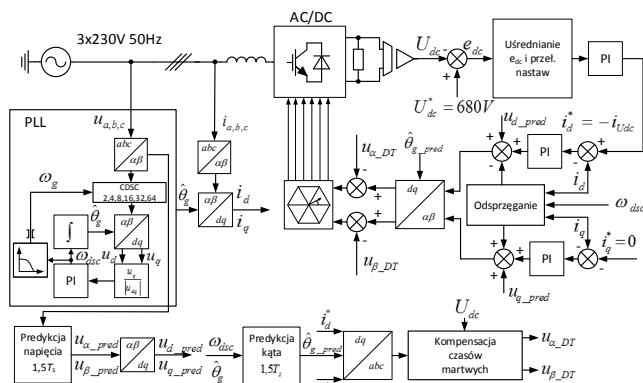 3x230V 50Hz
AC/DC
U_dc
e_dc
Uśrednianie
e_dc i przeł.
nastaw
PI
U*_dc = 680V
PLL
u_a,b,c
i_a,b,c
abc
αβ
abc
αβ
ω_g
CDSC
2,4,8,16,32,64
θ̂_g
∫
αβ
dq
θ̂_g
αβ
dq
i_d
i_q
ω_dsc
u_d
u_q
PI
u_q
|u_dq|
u_α_DT
u_β_DT
θ̂_g_pred
dq
αβ
u_d_pred
i*_d = -i_Udc
PI
i_d
Odsprzęganie
ω_dsc
i_q
i*_q = 0
PI
u_q_pred
Predykcja
napięcia
1,5T_s
u_α_pred
u_β_pred
αβ
dq
u_d_pred
u_q_pred
ω_dsc
θ̂_g
Predykcja
kąta
1,5T_s
θ̂_g_pred
i*_d
dq
abc
U_dc
Kompensacja
czasów
martwych
u_α_DT
u_β_DT